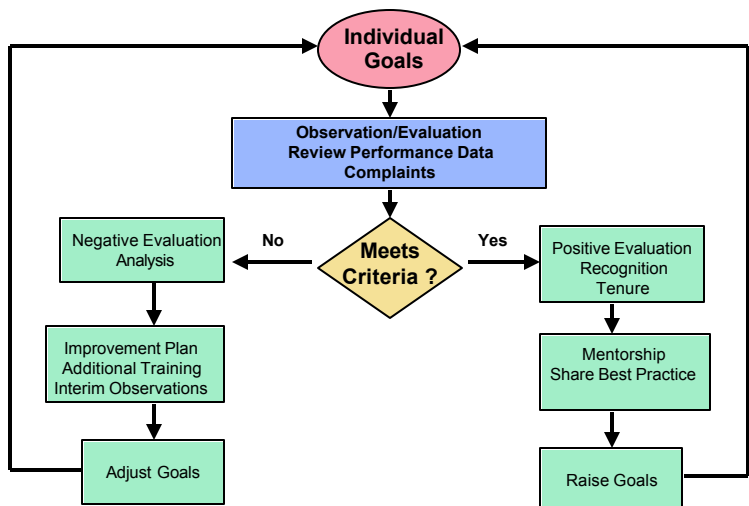 Individual
Goals
Observation/Evaluation
Review Performance Data
Complaints
No
Meets
Criteria ?
Yes
Negative Evaluation
Analysis
Positive Evaluation
Recognition
Tenure
Improvement Plan
Additional Training
Interim Observations
Mentorship
Share Best Practice
Adjust Goals
Raise Goals